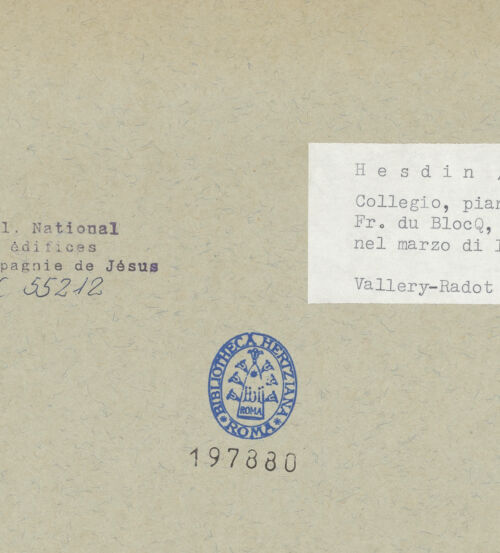 l. National
édifices
pagnie de Jésus
C 55212
Hesdin,
Collegio, pian
Fr. du BlocQ,
nel marzo di 1
Vallery-Radot
BIBLIOTHECA HERTZIANA
ROMA
ROMA
197880